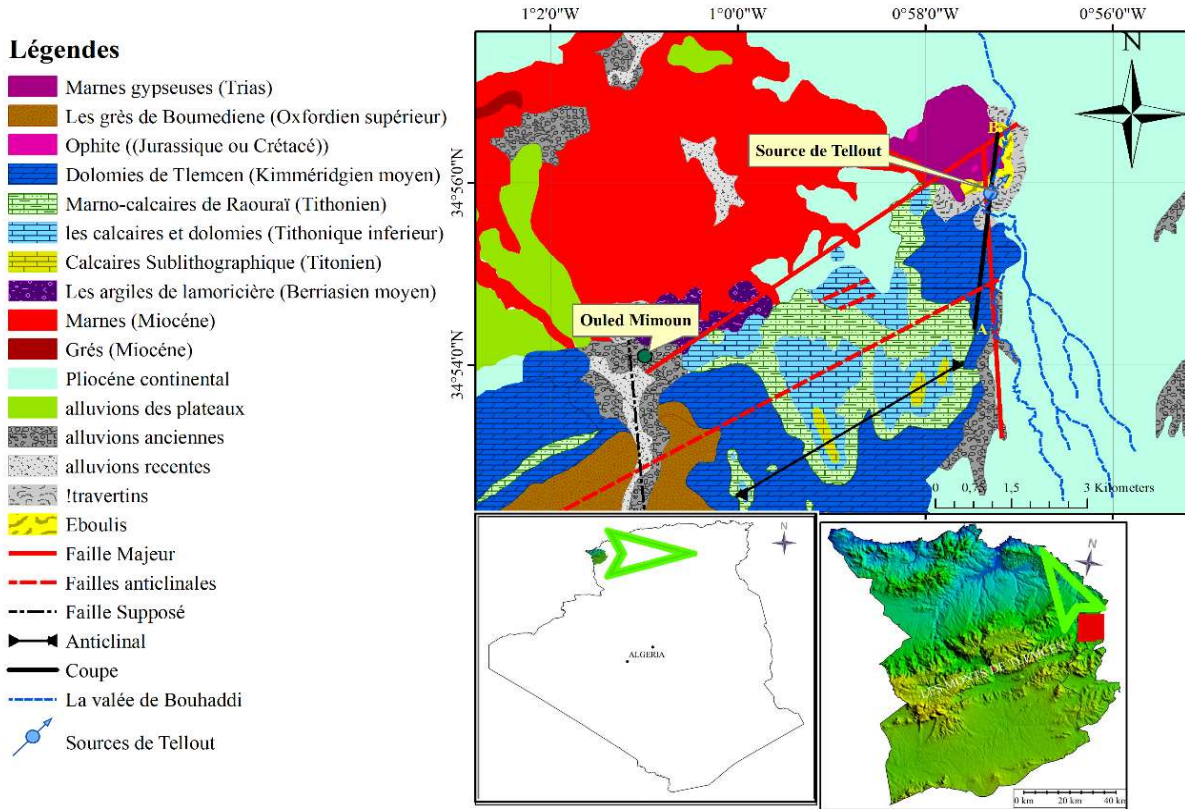 Légendes
Marnes gypseuses (Trias)
Les grès de Boumediene (Oxfordien supérieur)
Ophite ((Jurassique ou Crétacé))
Dolomies de Tlemcen (Kimméridgien moyen)
Marno-calcaires de Raouraï (Tithonien)
les calcaires et dolomies (Tithonique inferieur)
Calcaires Sublithographique (Titonien)
Les argiles de lamoricière (Berriasien moyen)
Marnes (Miocéne)
Grés (Miocéne)
Pliocéne continental
alluvions des plateaux
alluvions anciennes
alluvions recentes
!travertins
Eboulis
Faille Majeur
Failles anticlinales
Faille Supposé
Anticlinal
Coupe
La valée de Bouhaddi
Sources de Tellout
1°2'0"W 1°0'0"W 0°58'0"W 0°56'0"W
34°56'0"N
34°54'0"N
N
B
Source de Tellout
Ouled Mimoun
A
0 0,75 1,5 3 Kilometers
N
ALGERIA
N
LES MONTS DE TLEMCEN
0 km 20 km 40 km